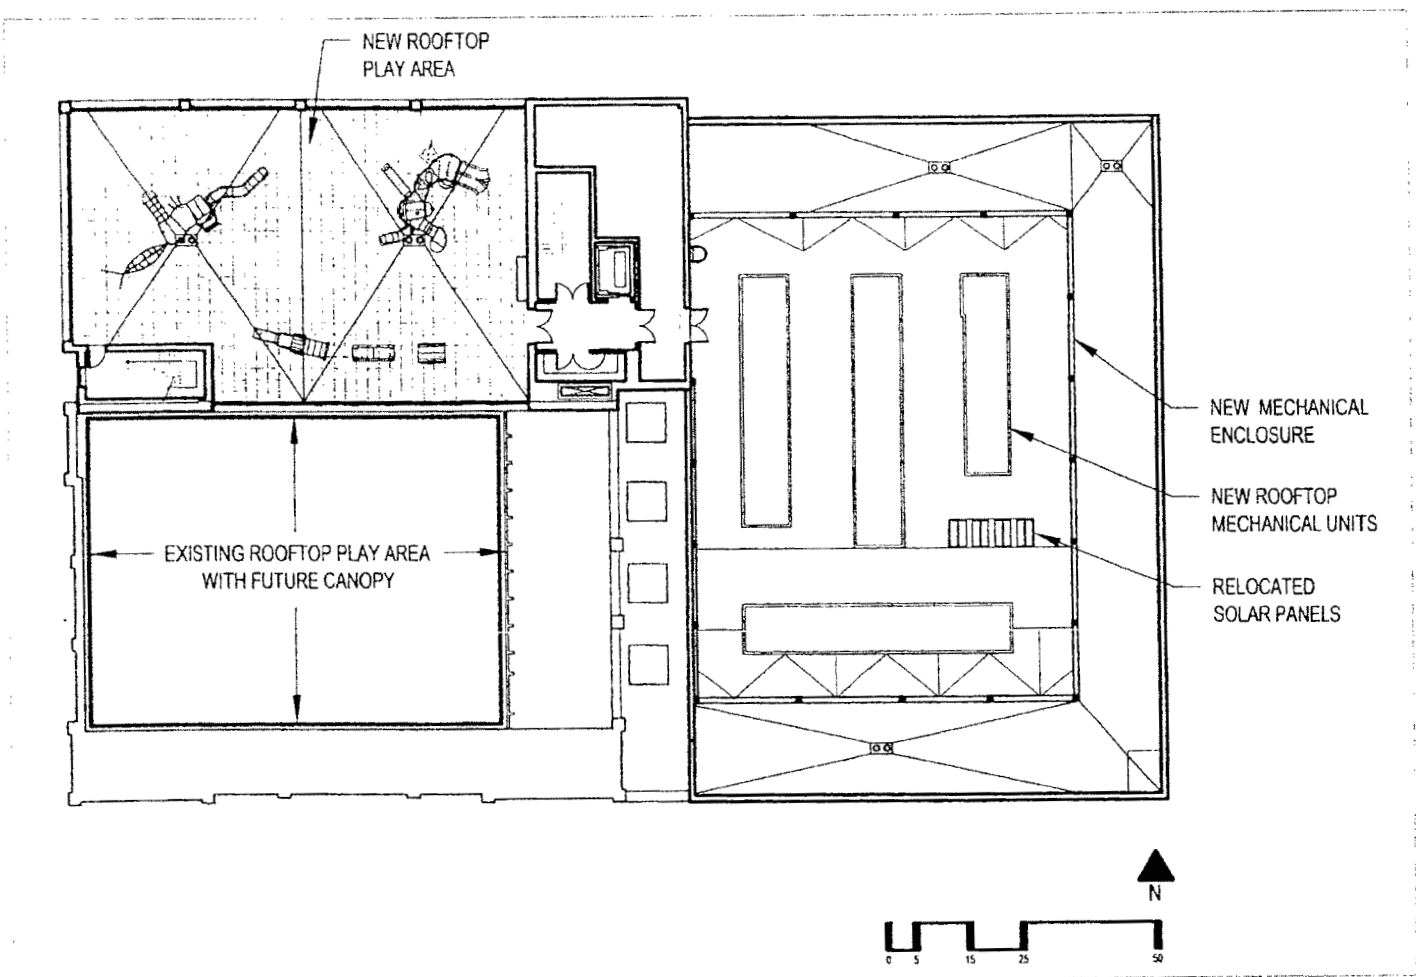 NEW ROOFTOP
PLAY AREA
NEW MECHANICAL
ENCLOSURE
NEW ROOFTOP
MECHANICAL UNITS
EXISTING ROOFTOP PLAY AREA
WITH FUTURE CANOPY
RELOCATED
SOLAR PANELS
N
0 5 15 25 50